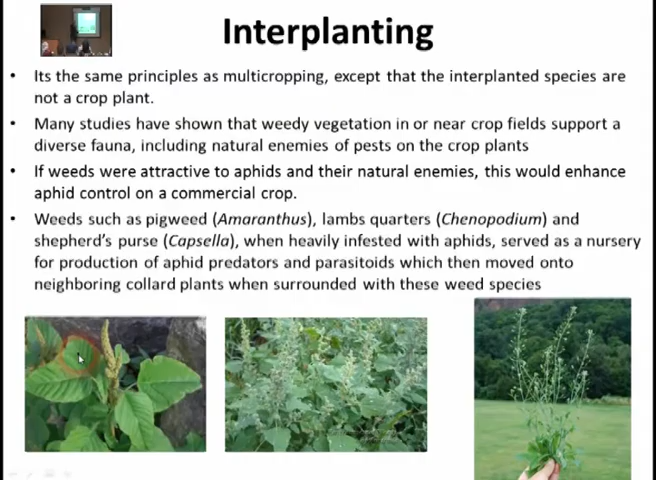 Interplanting
• Its the same principles as multicropping, except that the interplanted species are
not a crop plant.
• Many studies have shown that weedy vegetation in or near crop fields support a
diverse fauna, including natural enemies of pests on the crop plants
• If weeds were attractive to aphids and their natural enemies, this would enhance
aphid control on a commercial crop.
• Weeds such as pigweed (Amaranthus), lambs quarters (Chenopodium) and
shepherd's purse (Capsella), when heavily infested with aphids, served as a nursery
for production of aphid predators and parasitoids which then moved onto
neighboring collard plants when surrounded with these weed species